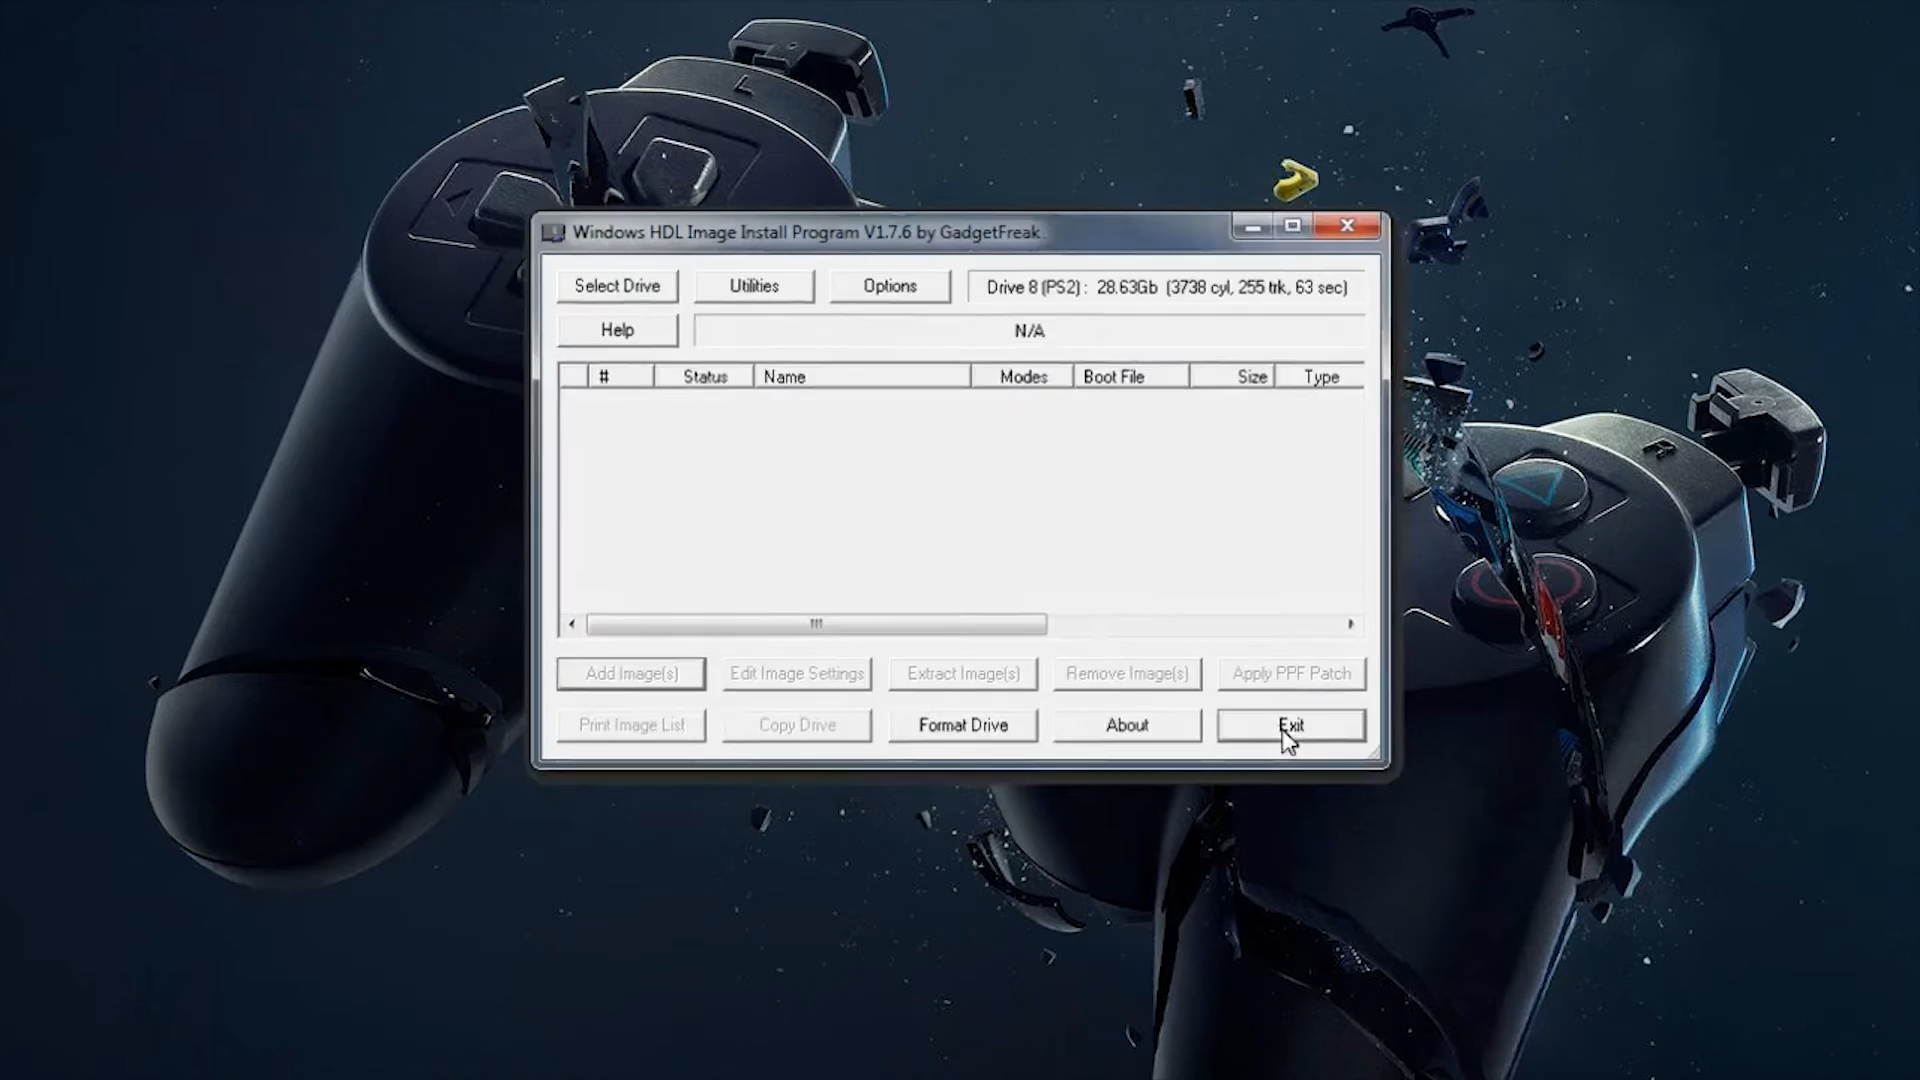 L
Windows HDL Image Install Program V1.7.6 by GadgetFreak
Select Drive Utilities Options Drive 8 (PS2) : 28.63Gb (3738 cyl, 255 trk, 63 sec)
Help N/A
# Status Name Modes Boot File Size Type
R
Add Image(s) Edit Image Settings Extract Image(s) Remove Image(s) Apply PPF Patch
Print Image List Copy Drive Format Drive About Exit